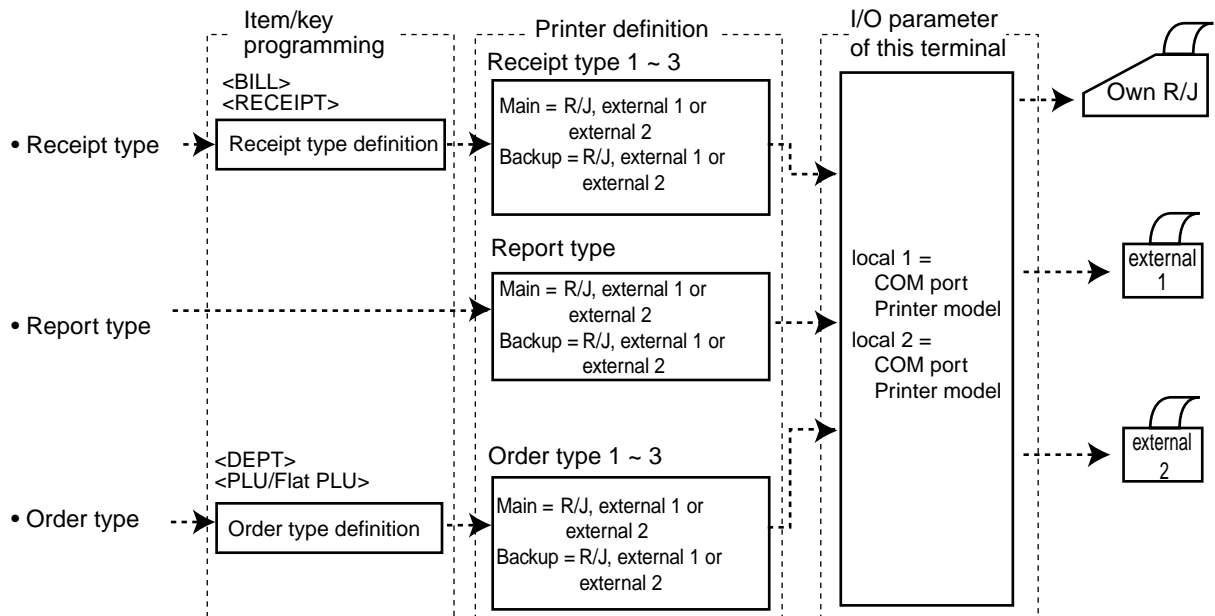 Item/key
programming
Printer definition
I/O parameter
of this terminal
<BILL>
<RECEIPT>
• Receipt type
Receipt type definition
Receipt type 1 ~ 3
Main = R/J, external 1 or
external 2
Backup = R/J, external 1 or
external 2
• Report type
Report type
Main = R/J, external 1 or
external 2
Backup = R/J, external 1 or
external 2
<DEPT>
<PLU/Flat PLU>
• Order type
Order type definition
Order type 1 ~ 3
Main = R/J, external 1 or
external 2
Backup = R/J, external 1 or
external 2
local 1 =
COM port
Printer model
local 2 =
COM port
Printer model
Own R/J
external
1
external
2